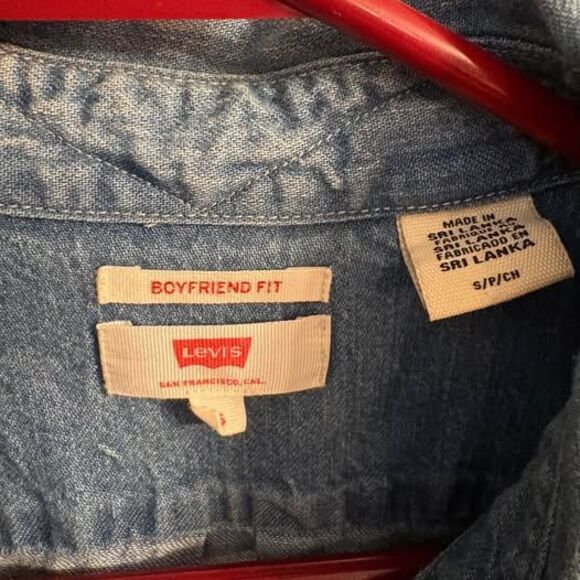 MADE IN
SRI LANKA
FABRIQUÉ AU
SRI LANKA
FABRICADO EN
SRI LANKA
S/P/CH
BOYFRIEND FIT
LEVI'S
SAN FRANCISCO, CAL.
S